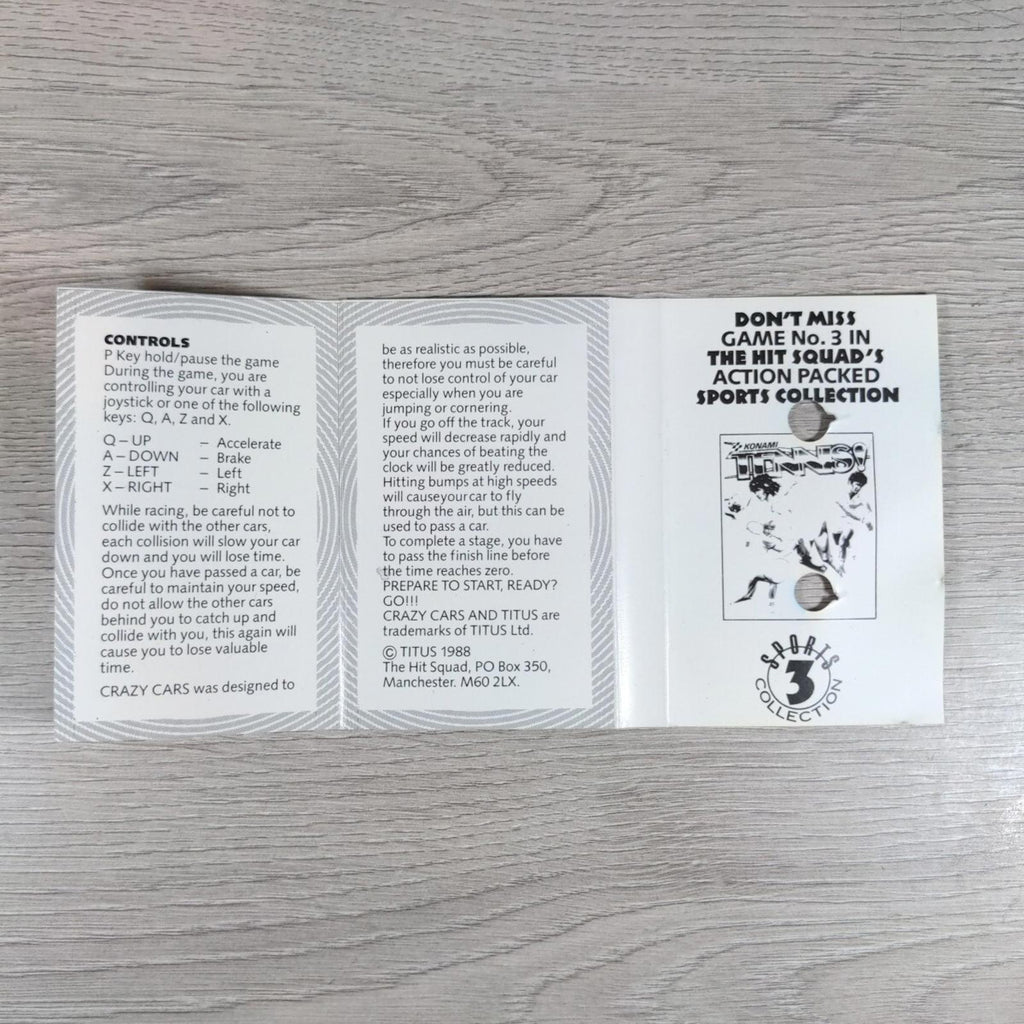 CONTROLS
P Key hold/pause the game
During the game, you are
controlling your car with a
joystick or one of the following
keys: Q, A, Z and X.
Q – UP – Accelerate
A – DOWN – Brake
Z – LEFT – Left
X – RIGHT – Right
While racing, be careful not to
collide with the other cars,
each collision will slow your car
down and you will lose time.
Once you have passed a car, be
careful to maintain your speed,
do not allow the other cars
behind you to catch up and
collide with you, this again will
cause you to lose valuable
time.
CRAZY CARS was designed to
be as realistic as possible,
therefore you must be careful
to not lose control of your car
especially when you are
jumping or cornering.
If you go off the track, your
speed will decrease rapidly and
your chances of beating the
clock will be greatly reduced.
Hitting bumps at high speeds
will causeyourcar to fly
through the air, but this can be
used to pass a car.
To complete a stage, you have
to pass the finish line before
the time reaches zero.
PREPARE TO START, READY?
GO!!!
CRAZY CARS AND TITUS are
trademarks of TITUS Ltd.
© TITUS 1988
The Hit Squad, PO Box 350,
Manchester. M60 2LX.
DON'T MISS
GAME No. 3 IN
THE HIT SQUAD'S
ACTION PACKED
SPORTS COLLECTION
KONAMI
TENNIS
SPORTS
3
COLLECTION